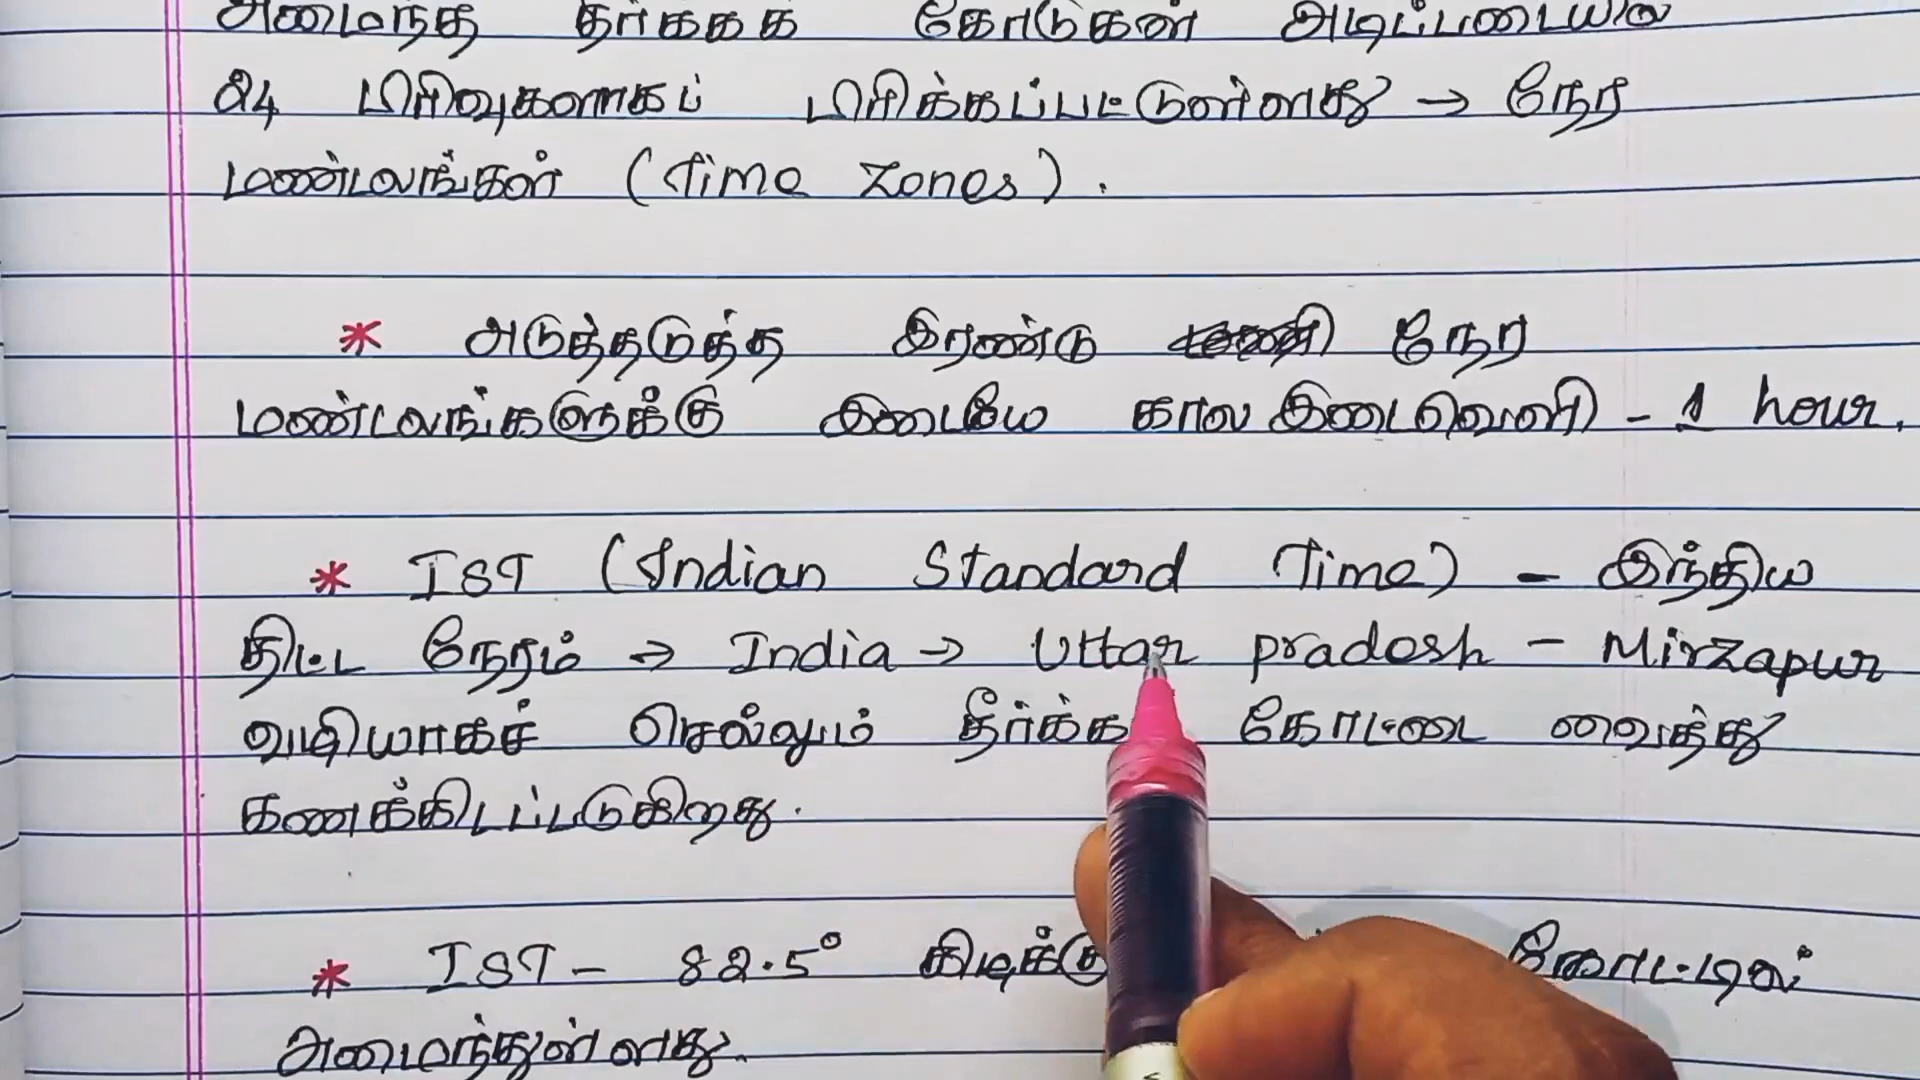 அமைந்த தீர்க்கக் கோடுகள் அடிப்படையில்
24 பிரிவுகளாகப் பிரிக்கப்பட்டுள்ளது → நேர
மண்டலங்கள் (Time Zones).
* அடுத்தடுத்த இரண்டு நேர
மண்டலங்களுக்கு இடையே கால இடைவெளி - 1 hour.
* IST (Indian Standard Time) - இந்திய
திட்ட நேரம் → India → Uttar pradesh - Mirzapur
வழியாகச் செல்லும் தீர்க்க கோட்டை வைத்து
கணக்கிடப்படுகிறது.
* IST - 82.5° கிழக்கு கோட்டில்
அமைந்துள்ளது.